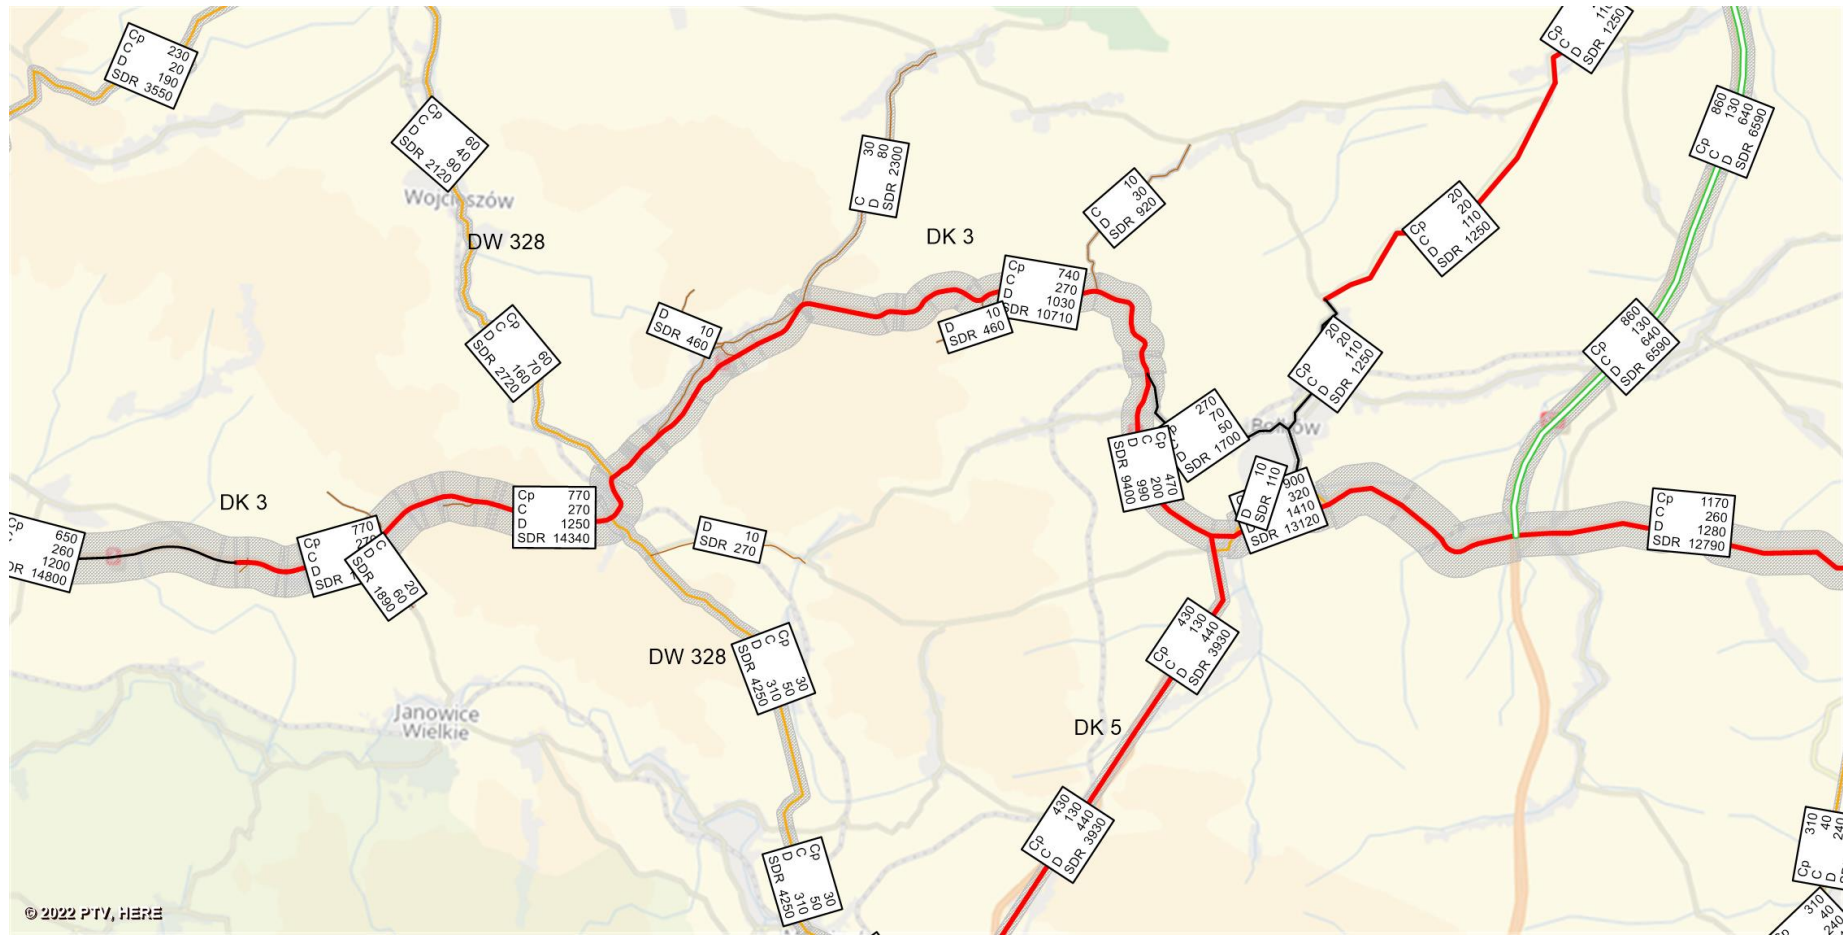 Cp 230
C 20
D 190
SDR 3550
Cp 60
C 40
D 90
SDR 2120
Wojcieszów
DW 328
Cp 60
C 70
D 160
SDR 2720
C 30
D 80
SDR 2300
DK 3
C 10
D 30
SDR 920
Cp 740
C 270
D 1030
SDR 10710
D 10
SDR 460
D 10
SDR 460
110
Cp
C
D
SDR 1250
Cp 20
C 20
D 110
SDR 1250
Cp 20
C 20
D 110
SDR 1250
Cp 860
C 130
D 640
SDR 6590
Cp 860
C 130
D 640
SDR 6590
Cp 270
70
D 50
SDR 1700
Bolków
Cp 470
C 200
D 990
SDR 9400
D 10
SDR 110
900
320
1410
SDR 13120
Cp 1170
C 260
D 1280
SDR 12790
DK 3
650
C 260
1200
14800
Cp 770
C
D
SDR
C 20
D 60
SDR 1890
Cp 770
C 270
D 1250
SDR 14340
D 10
SDR 270
DW 328
Cp 30
C 50
D 310
SDR 4250
Cp 430
C 130
D 440
SDR 3930
DK 5
Cp 430
C 130
D 440
SDR 3930
Janowice
Wielkie
Cp 30
C 50
D 310
SDR 4250
Cp 310
C 40
D 240
310
40
240
© 2022 PTV, HERE